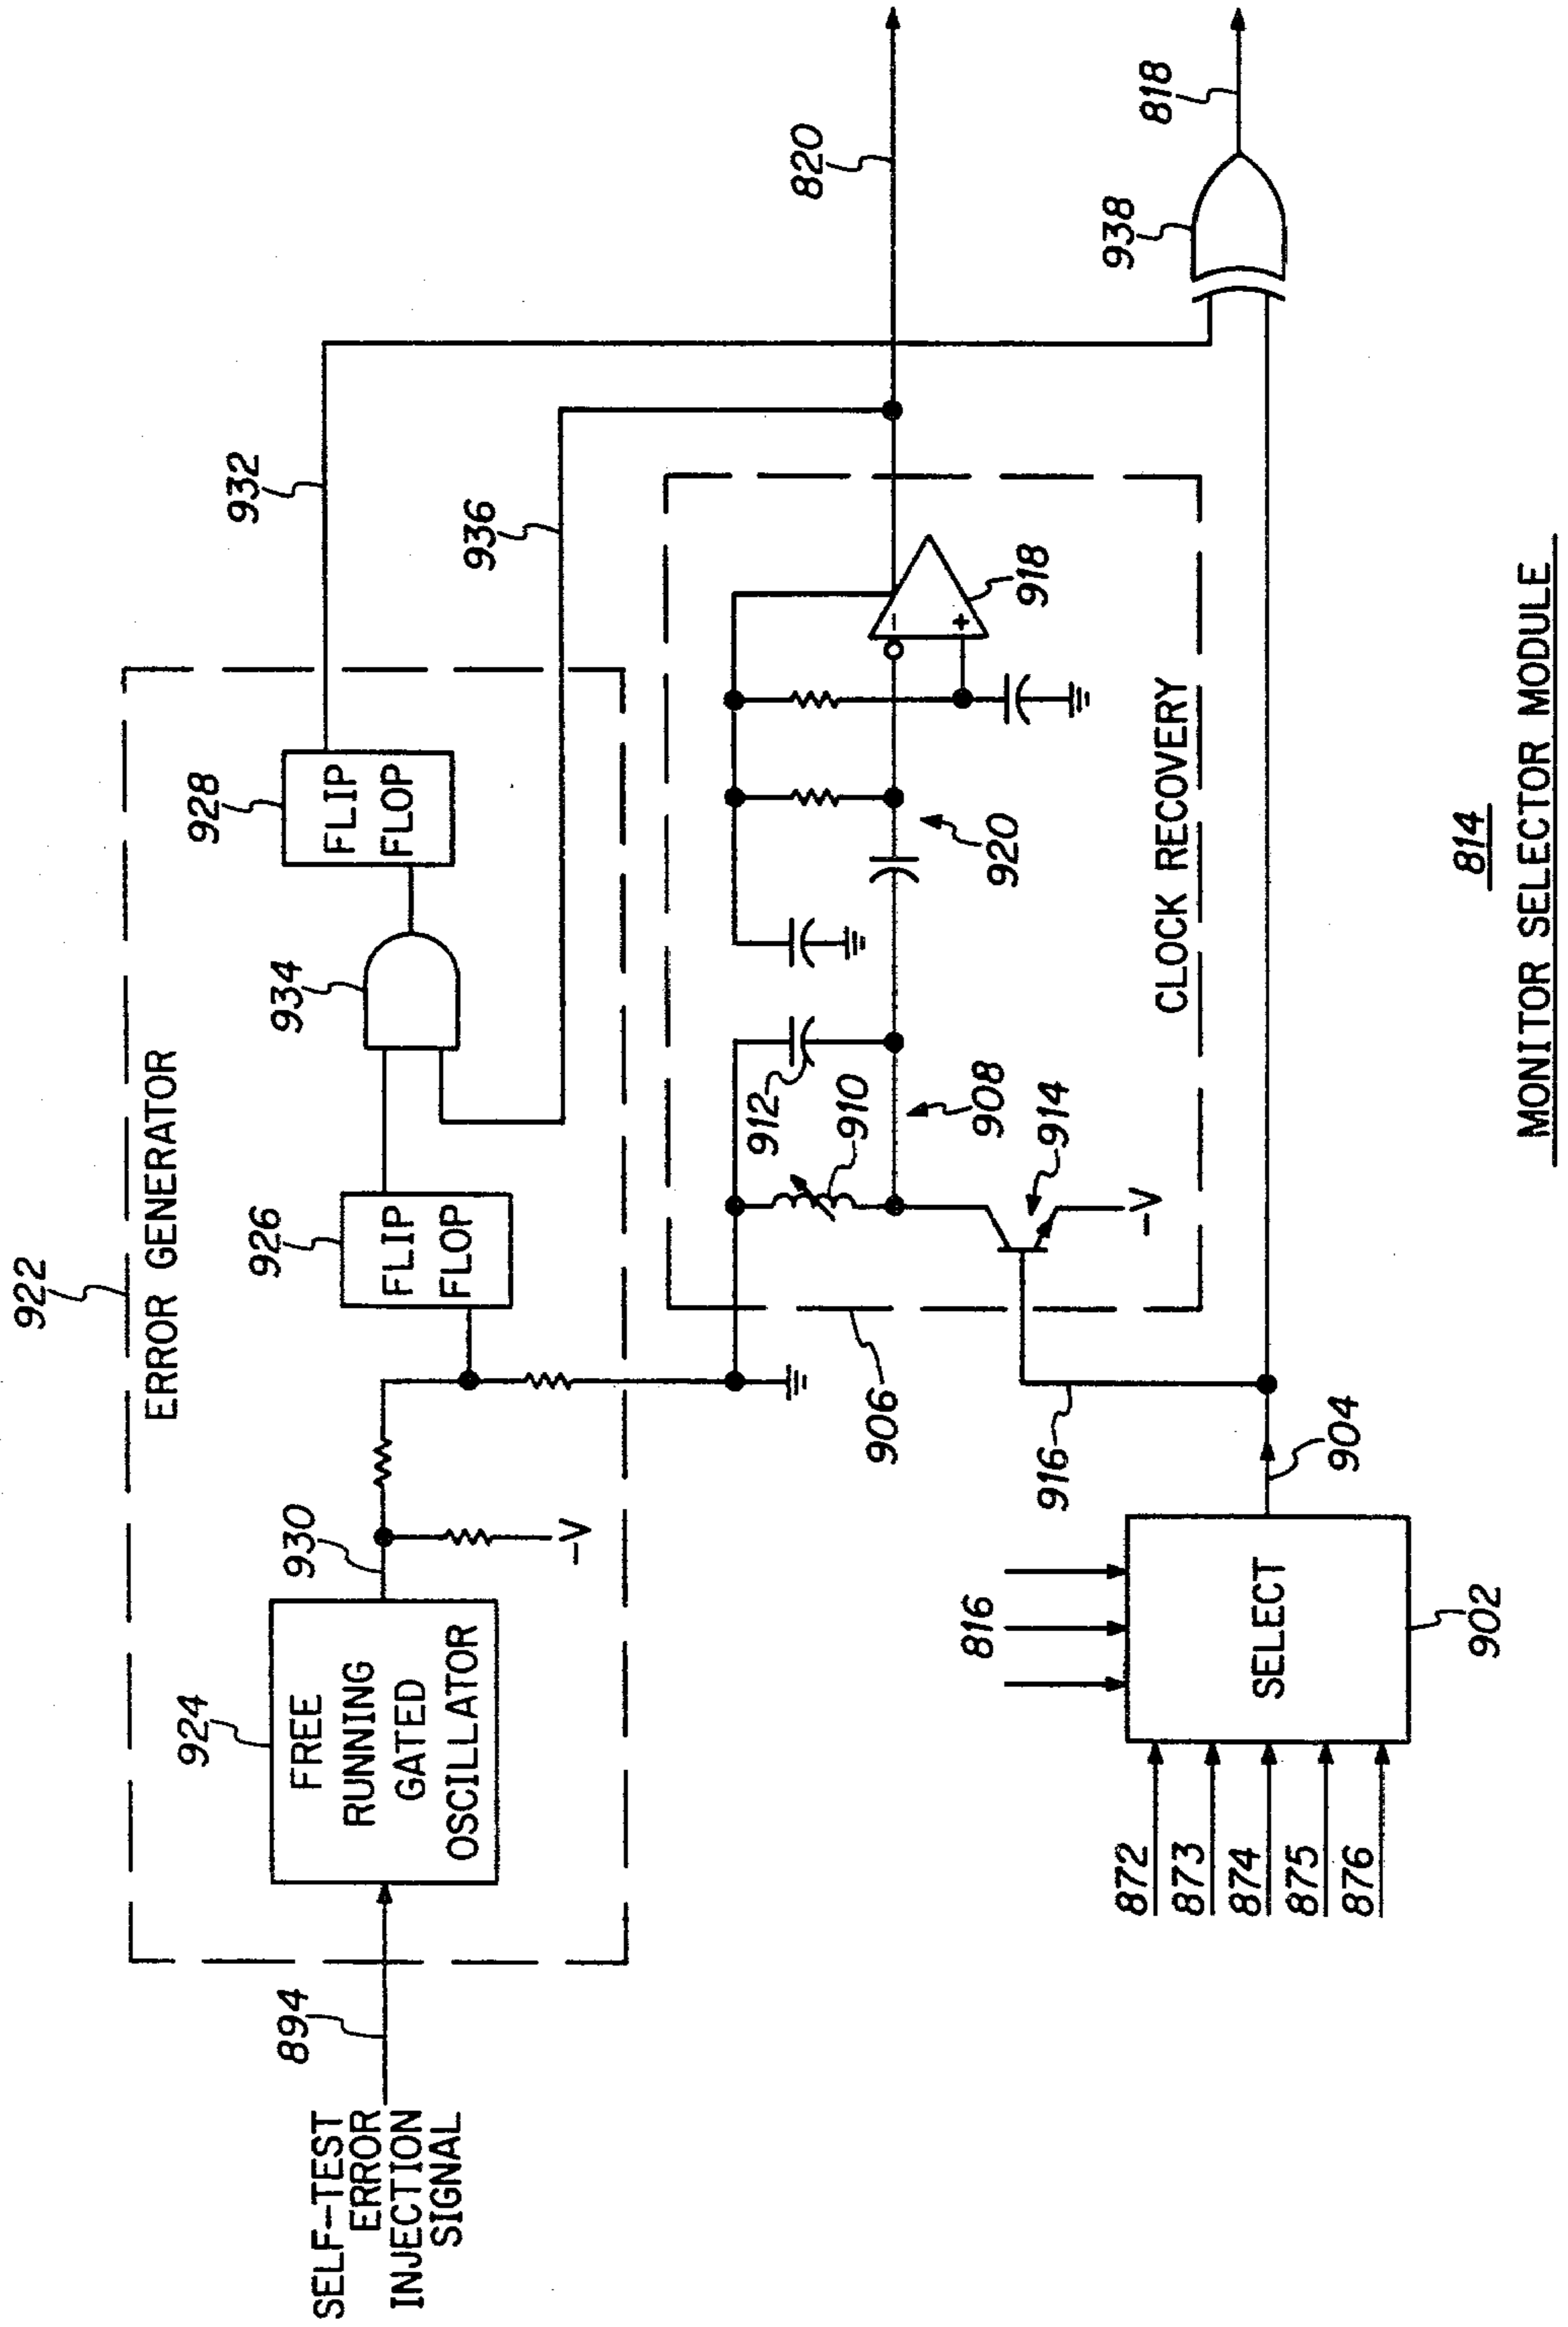 922
ERROR GENERATOR
894
SELF-TEST
ERROR
INJECTION
SIGNAL
924
FREE
RUNNING
GATED
OSCILLATOR
930
-V
926
FLIP
FLOP
934
928
FLIP
FLOP
932
936
906
912
910
908
914
-V
920
918
-
+
CLOCK RECOVERY
820
916
904
816
872
873
874
875
876
SELECT
902
938
818
814
MONITOR SELECTOR MODULE